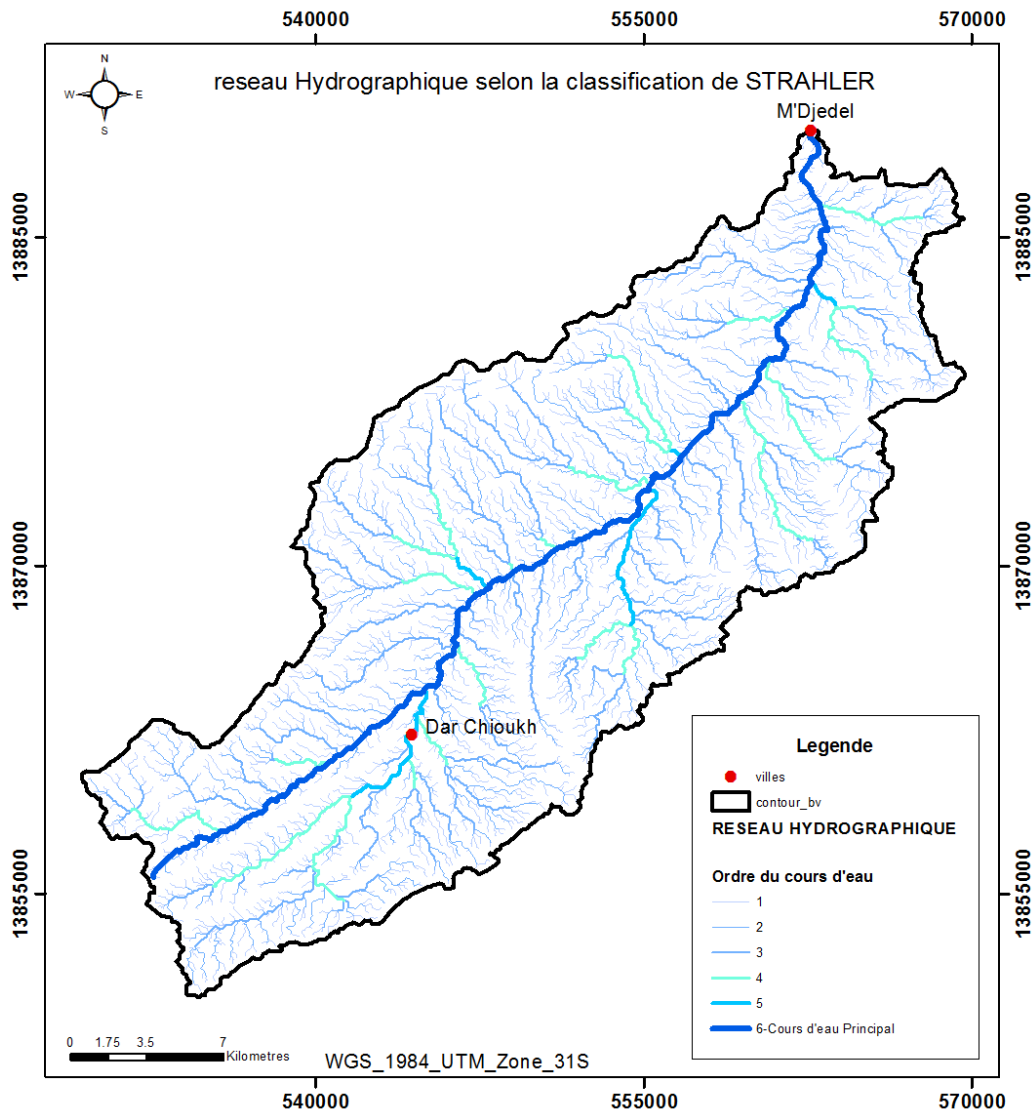 540000 555000 570000
N
W E
S
reseau Hydrographique selon la classification de STRAHLER
M'Djedel
13885000 13885000
13870000 13870000
Dar Chioukh
Legende
villes
contour_bv
RESEAU HYDROGRAPHIQUE
Ordre du cours d'eau
1
2
3
4
5
6-Cours d'eau Principal
13855000 13855000
0 1.75 3.5 7
Kilometres
WGS_1984_UTM_Zone_31S
540000 555000 570000